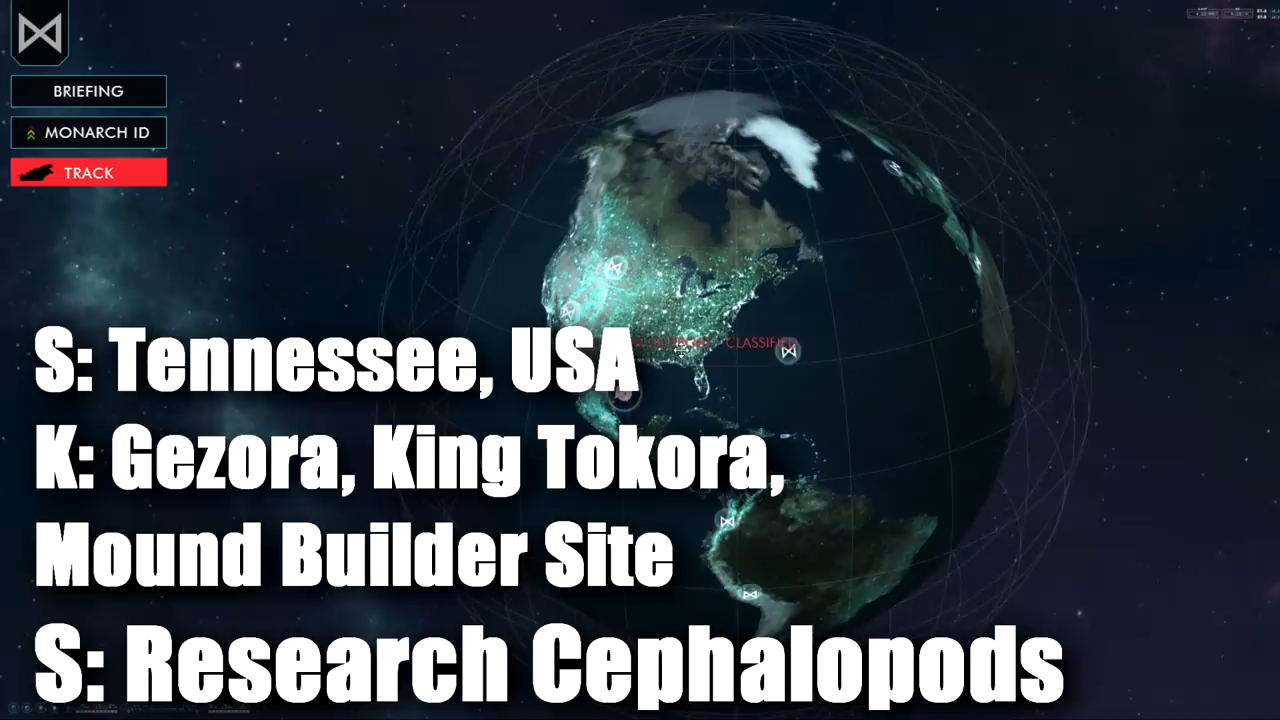 BRIEFING
MONARCH ID
TRACK
CLASSIFIED
S: Tennessee, USA
K: Gezora, King Tokora,
Mound Builder Site
S: Research Cephalopods